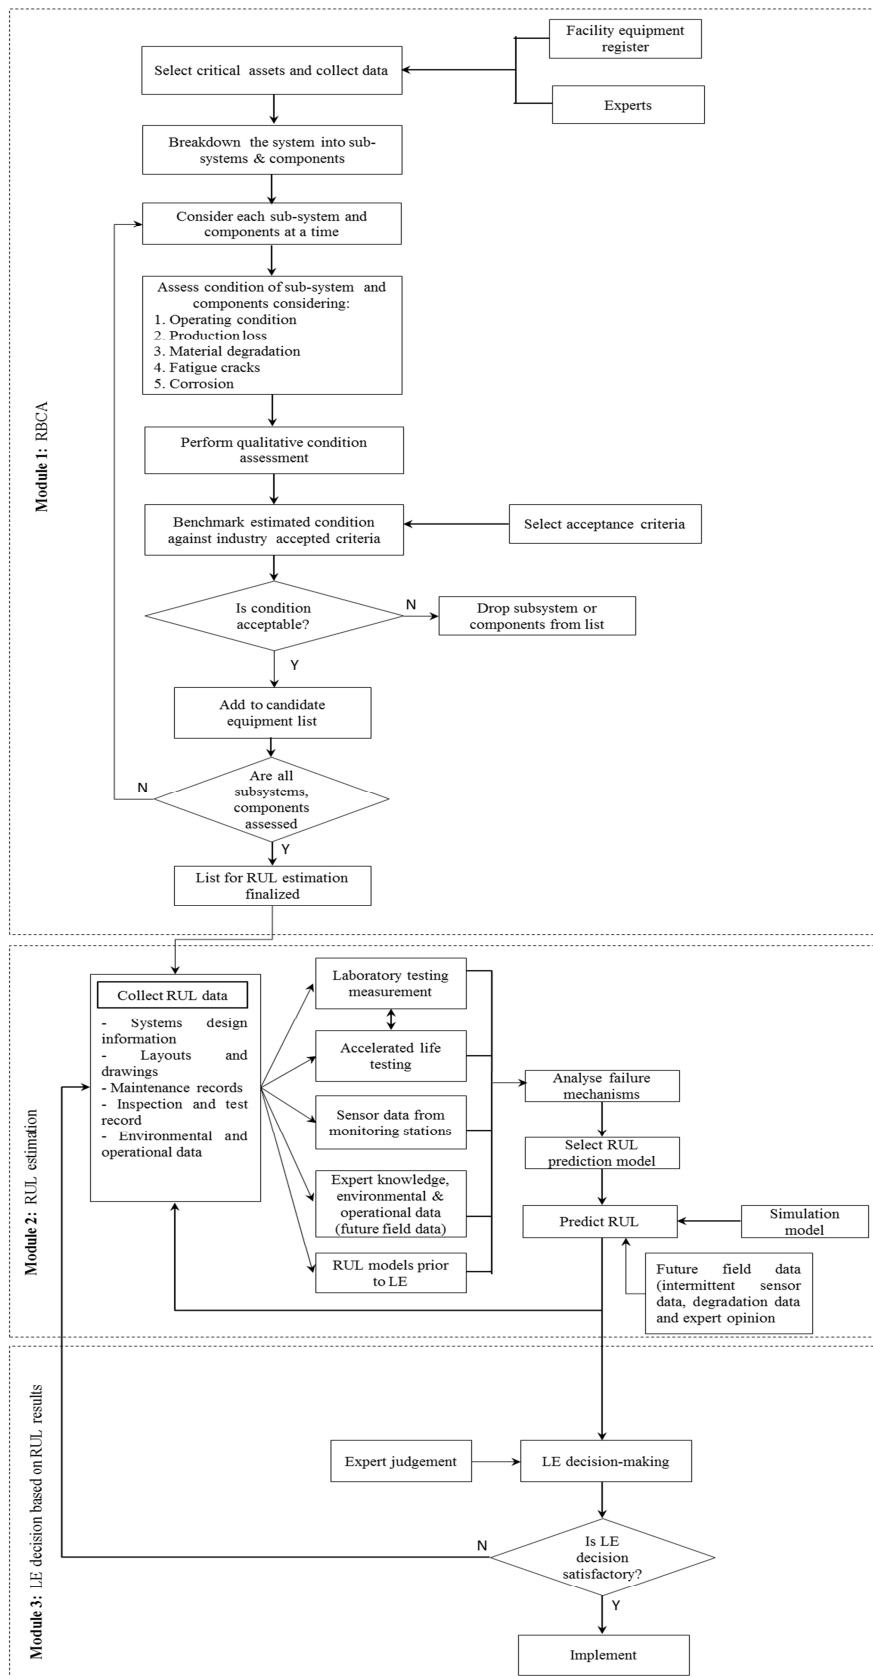 Facility equipment
register
Select critical assets and collect data
Experts
Breakdown the system into sub-
systems & components
Consider each sub-system and
components at a time
Assess condition of sub-system and
components considering:
1. Operating condition
2. Production loss
3. Material degradation
4. Fatigue cracks
5. Corrosion
Module 1: RBCA
Perform qualitative condition
assessment
Benchmark estimated condition
against industry accepted criteria
Select acceptance criteria
Is condition
acceptable?
N
Drop subsystem or
components from list
Y
Add to candidate
equipment list
Are all
subsystems,
components
assessed
N
Y
List for RUL estimation
finalized
Module 2: RUL estimation
Collect RUL data
- Systems design
information
- Layouts and
drawings
- Maintenance records
- Inspection and test
record
- Environmental and
operational data
Laboratory testing
measurement
Accelerated life
testing
Sensor data from
monitoring stations
Expert knowledge,
environmental &
operational data
(future field data)
RUL models prior
to LE
Analyse failure
mechanisms
Select RUL
prediction model
Predict RUL
Simulation
model
Future field data
(intermittent sensor
data, degradation data
and expert opinion
Module 3: LE decision based on RUL results
Expert judgement
LE decision-making
Is LE
decision
satisfactory?
N
Y
Implement